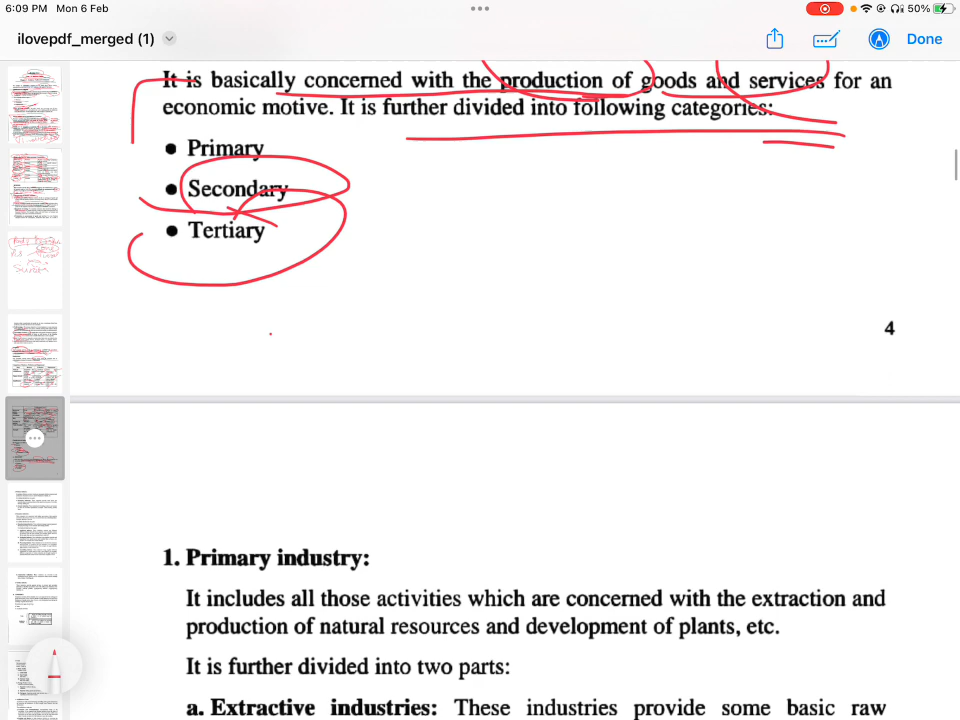 6:09 PM Mon 6 Feb
50%
ilovepdf_merged (1)
Done
It is basically concerned with the production of goods and services for an
economic motive. It is further divided into following categories:
• Primary
• Secondary
• Tertiary
4
1. Primary industry:
It includes all those activities which are concerned with the extraction and
production of natural resources and development of plants, etc.
It is further divided into two parts:
a. Extractive industries: These industries provide some basic raw